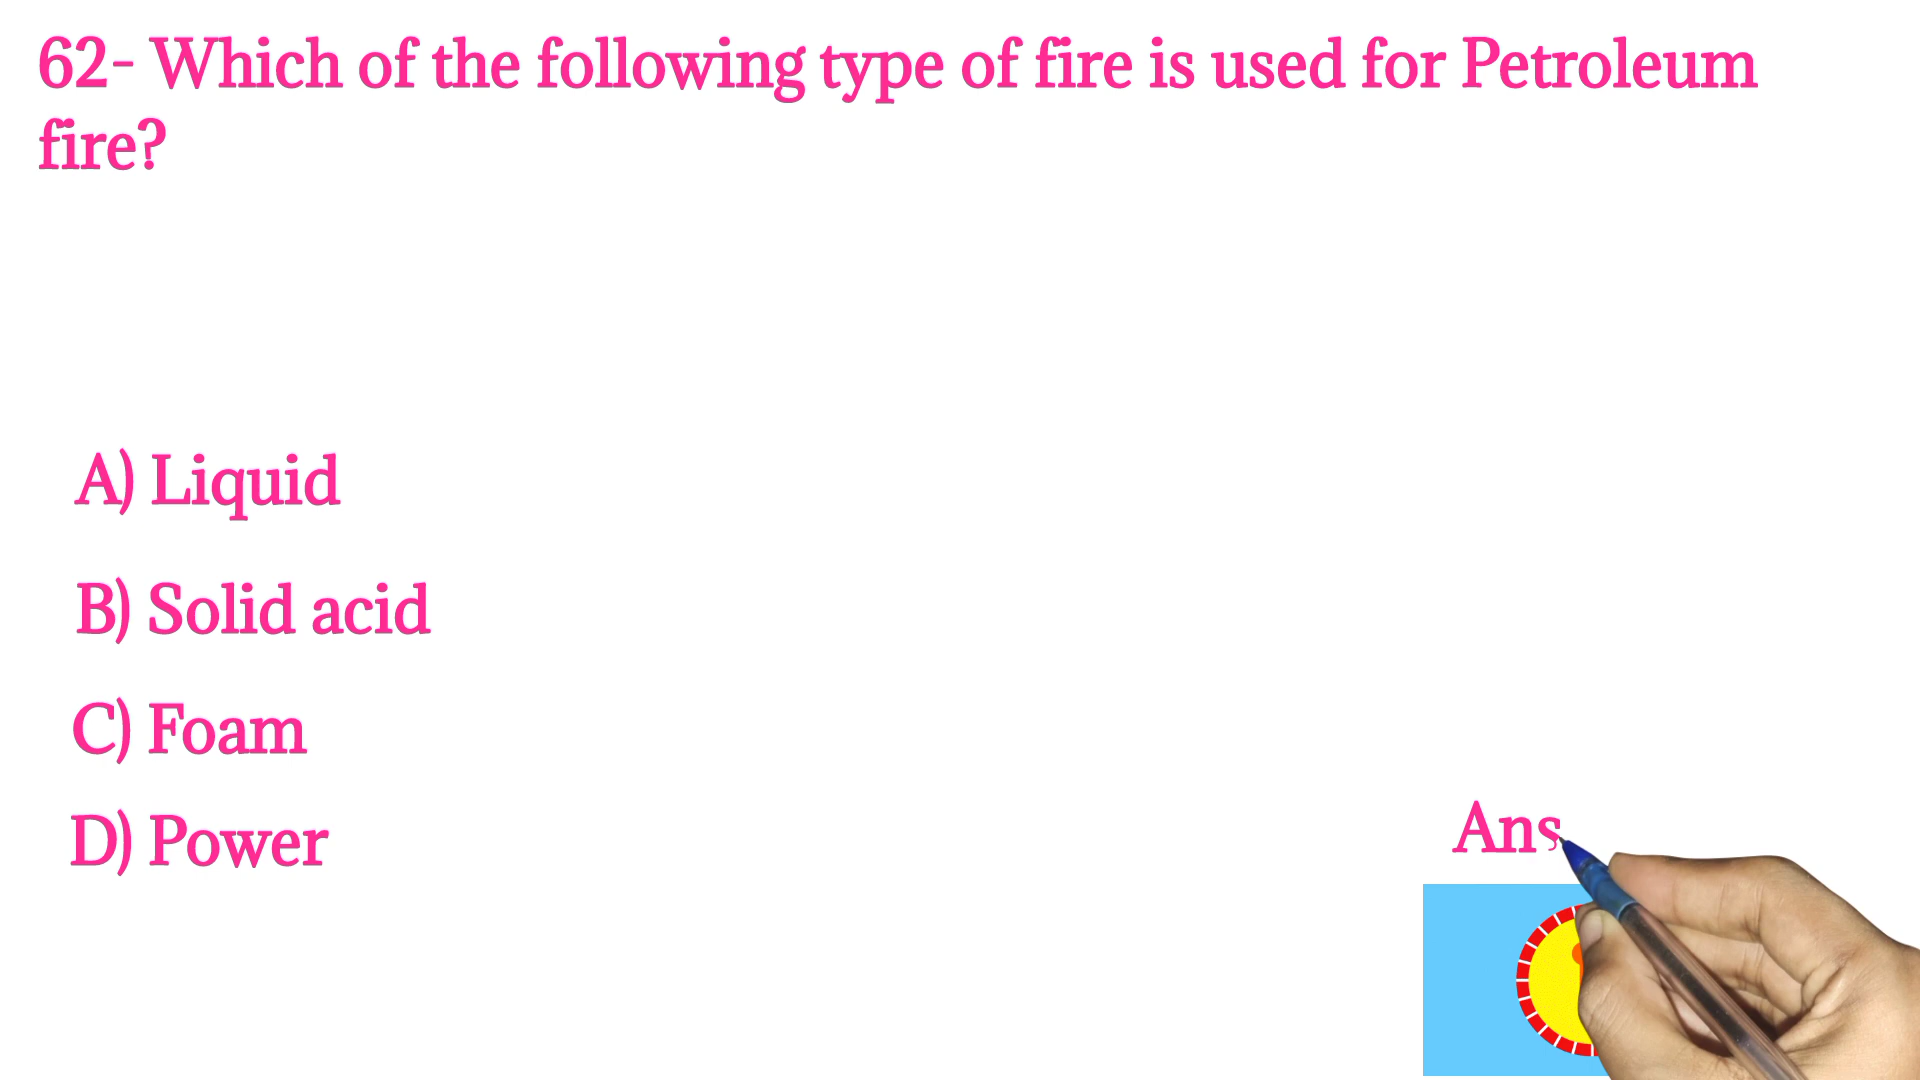 62- Which of the following type of fire is used for Petroleum
fire?
A) Liquid
B) Solid acid
C) Foam
D) Power
Ans